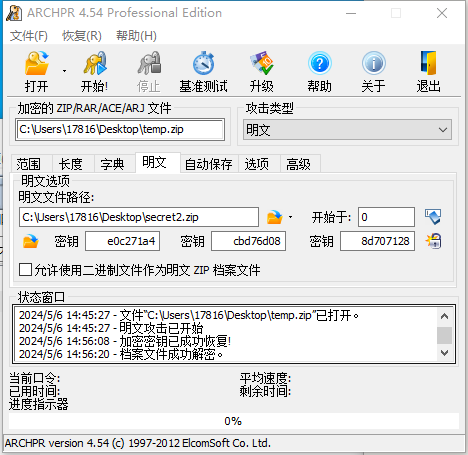 ARCHPR 4.54 Professional Edition
文件(F) 恢复(R) 帮助(H)
打开 开始! 停止 基准测试 升级 帮助 关于 退出
加密的 ZIP/RAR/ACE/ARJ 文件 攻击类型
C:\Users\17816\Desktop\temp.zip 明文
范围 长度 字典 明文 自动保存 选项 高级
明文选项
明文文件路径:
C:\Users\17816\Desktop\secret2.zip 开始于: 0
密钥 e0c271a4 密钥 cbd76d08 密钥 8d707128
允许使用二进制文件作为明文 ZIP 档案文件
状态窗口
2024/5/6 14:45:27 - 文件"C:\Users\17816\Desktop\temp.zip"已打开。
2024/5/6 14:45:27 - 明文攻击已开始
2024/5/6 14:56:08 - 加密密钥已成功恢复!
2024/5/6 14:56:20 - 档案文件成功解密。
当前口令: 平均速度:
已用时间: 剩余时间:
进度指示器
0%
ARCHPR version 4.54 (c) 1997-2012 ElcomSoft Co. Ltd.